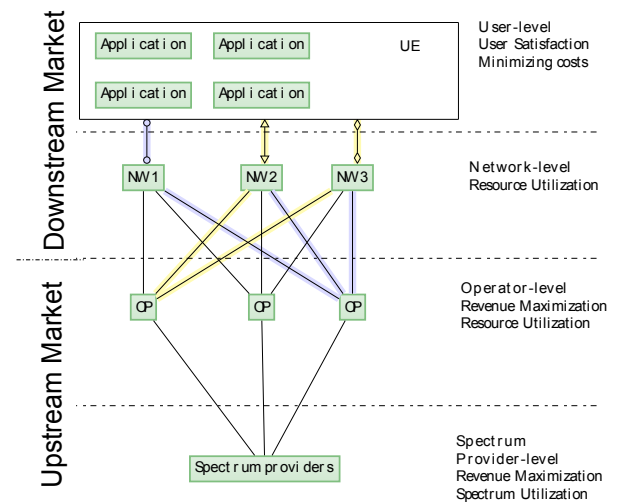 Downstream Market
Upstream Market
Application
Application
UE
Application
Application
User-level
User Satisfaction
Minimizing costs
NW1
NW2
NW3
Network-level
Resource Utilization
OP
OP
OP
Operator-level
Revenue Maximization
Resource Utilization
Spectrum providers
Spectrum
Provider-level
Revenue Maximization
Spectrum Utilization